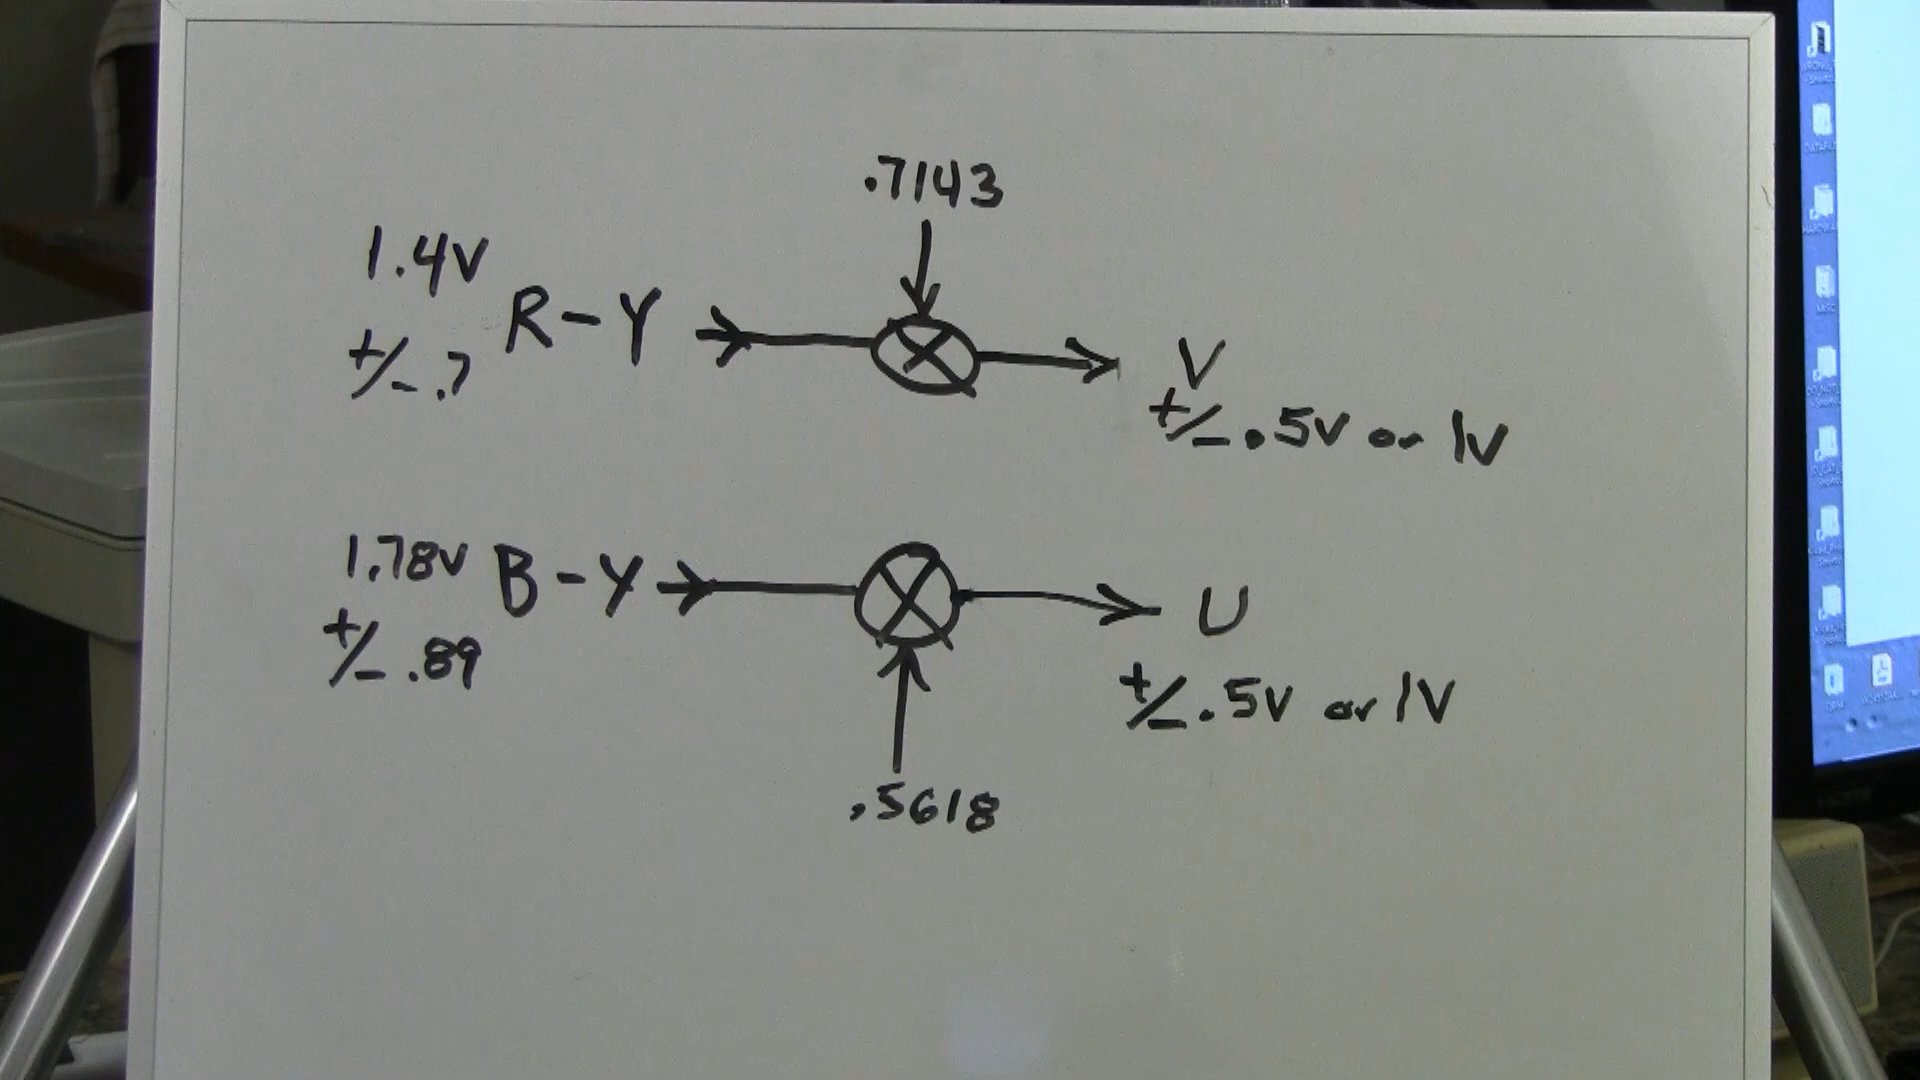 .7143
1.4V
R-Y
+/- .7
V
+/- .5V or 1V
1.78V B-Y
+/- .89
U
+/- .5V or 1V
.5618